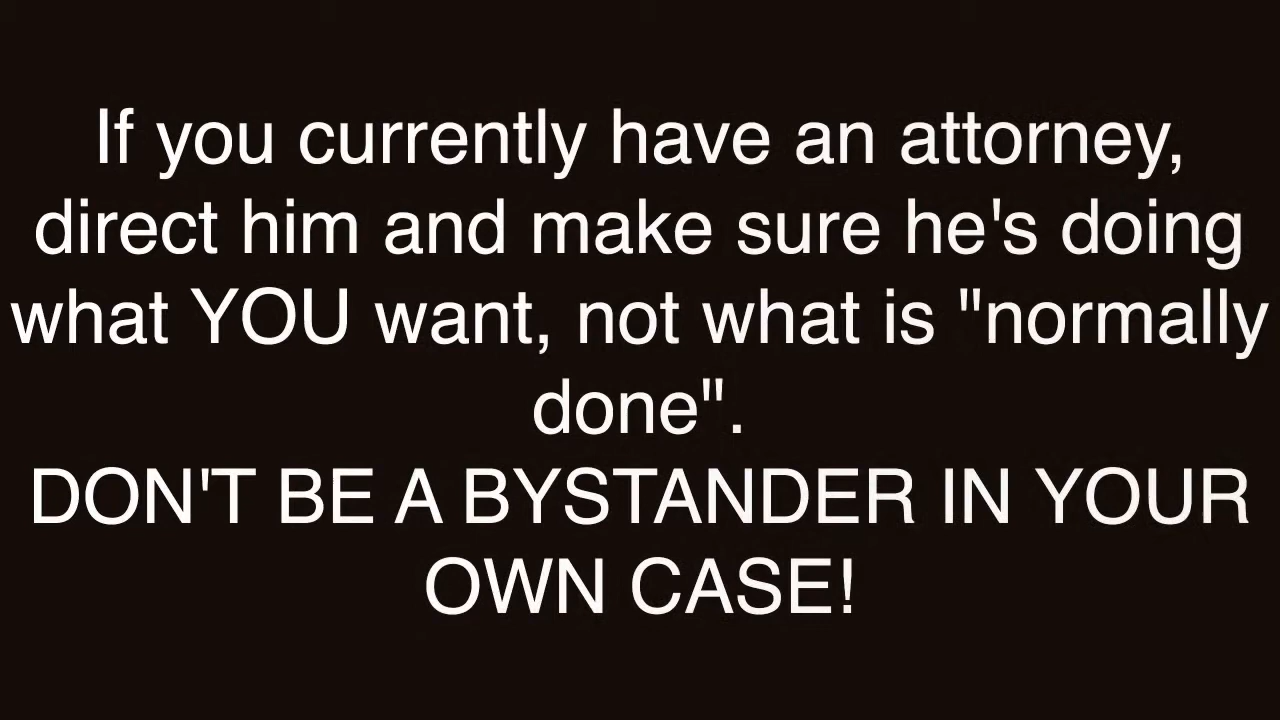 If you currently have an attorney,
direct him and make sure he's doing
what YOU want, not what is "normally
done".
DON'T BE A BYSTANDER IN YOUR
OWN CASE!